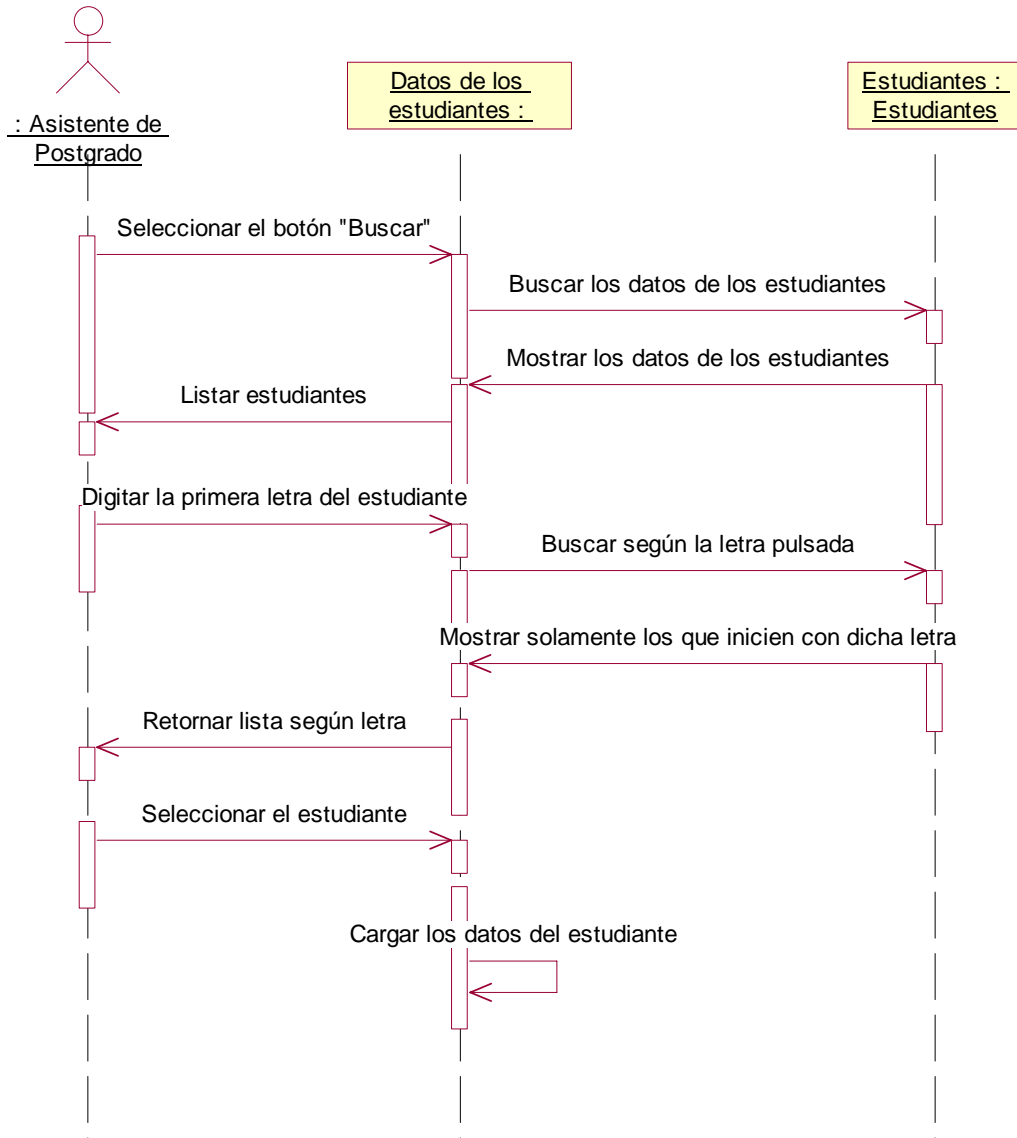 : Asistente de
Postgrado
Datos de los
estudiantes :
Estudiantes :
Estudiantes
Seleccionar el botón "Buscar"
Buscar los datos de los estudiantes
Mostrar los datos de los estudiantes
Listar estudiantes
Digitar la primera letra del estudiante
Buscar según la letra pulsada
Mostrar solamente los que inicien con dicha letra
Retornar lista según letra
Seleccionar el estudiante
Cargar los datos del estudiante